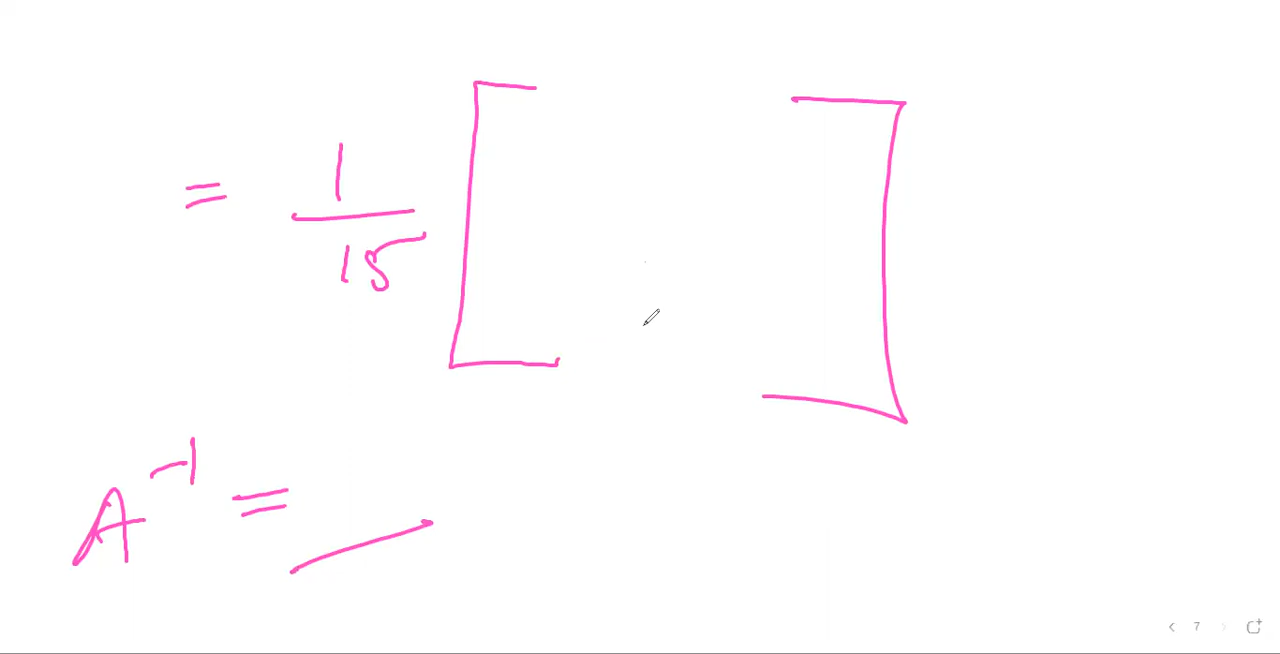 = 1/15 [ ]
A⁻¹ =
7